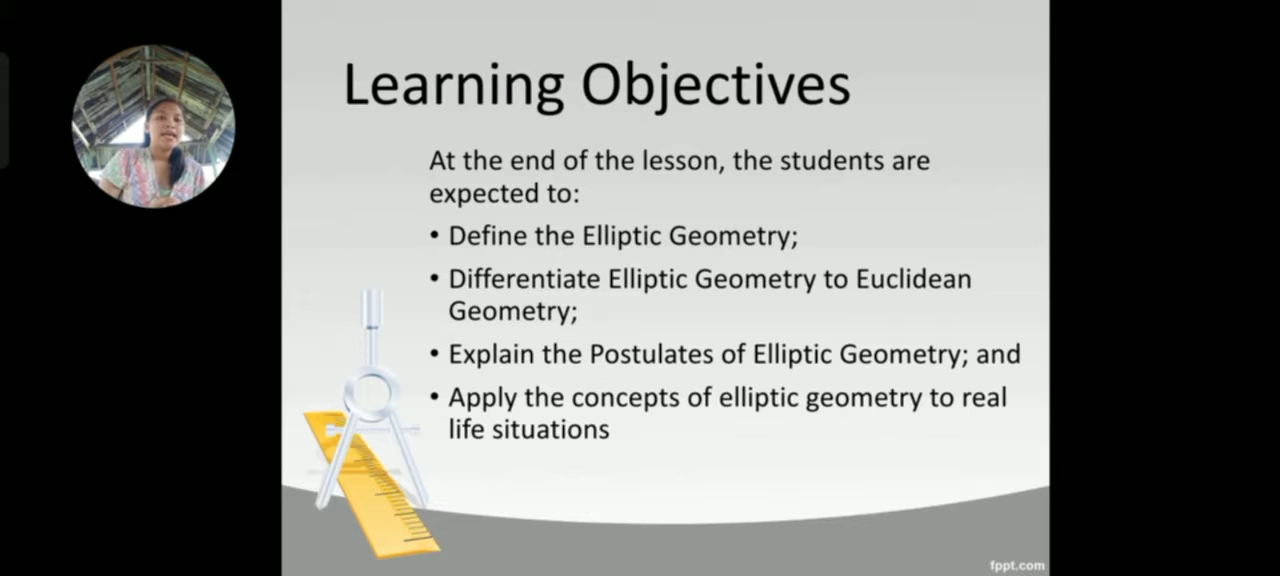 Learning Objectives
At the end of the lesson, the students are
expected to:
• Define the Elliptic Geometry;
• Differentiate Elliptic Geometry to Euclidean
Geometry;
• Explain the Postulates of Elliptic Geometry; and
• Apply the concepts of elliptic geometry to real
life situations
fppt.com